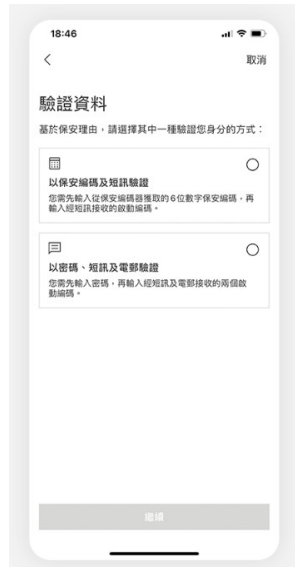 18:46
取消
驗證資料
基於保安理由，請選擇其中一種驗證您身分的方式：
以保安編碼及短訊驗證
您需先輸入從保安編碼器獲取的6位數字保安編碼，再
輸入經短訊接收的啟動編碼。
以密碼、短訊及電郵驗證
您需先輸入密碼，再輸入經短訊及電郵接收的兩個啟
動編碼。
繼續